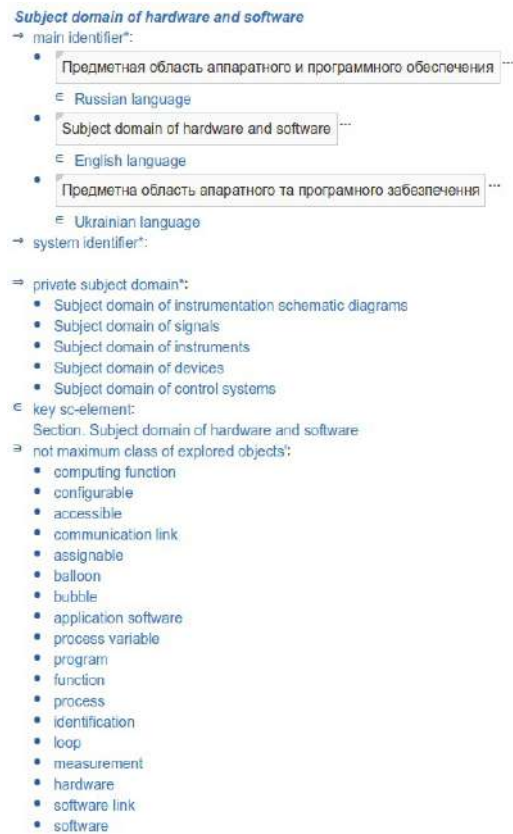 Subject domain of hardware and software
⇒ main identifier*:
• Предметная область аппаратного и программного обеспечения ...
∈ Russian language
• Subject domain of hardware and software ...
∈ English language
• Предметна область апаратного та програмного забезпечення ...
∈ Ukrainian language
⇒ system identifier*:
⇒ private subject domain*:
• Subject domain of instrumentation schematic diagrams
• Subject domain of signals
• Subject domain of instruments
• Subject domain of devices
• Subject domain of control systems
∈ key sc-element:
Section. Subject domain of hardware and software
∋ not maximum class of explored objects':
• computing function
• configurable
• accessible
• communication link
• assignable
• balloon
• bubble
• application software
• process variable
• program
• function
• process
• identification
• loop
• measurement
• hardware
• software link
• software